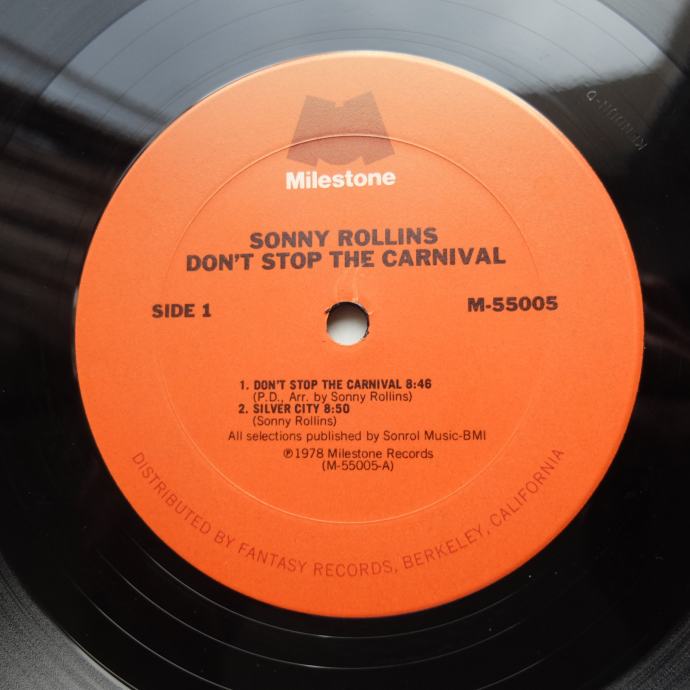 Milestone
SONNY ROLLINS
DON'T STOP THE CARNIVAL
SIDE 1
M-55005
1. DON'T STOP THE CARNIVAL 8:46
(P.D., Arr. by Sonny Rollins)
2. SILVER CITY 8:50
(Sonny Rollins)
All selections published by Sonrol Music-BMI
℗1978 Milestone Records
(M-55005-A)
DISTRIBUTED BY FANTASY RECORDS, BERKELEY, CALIFORNIA